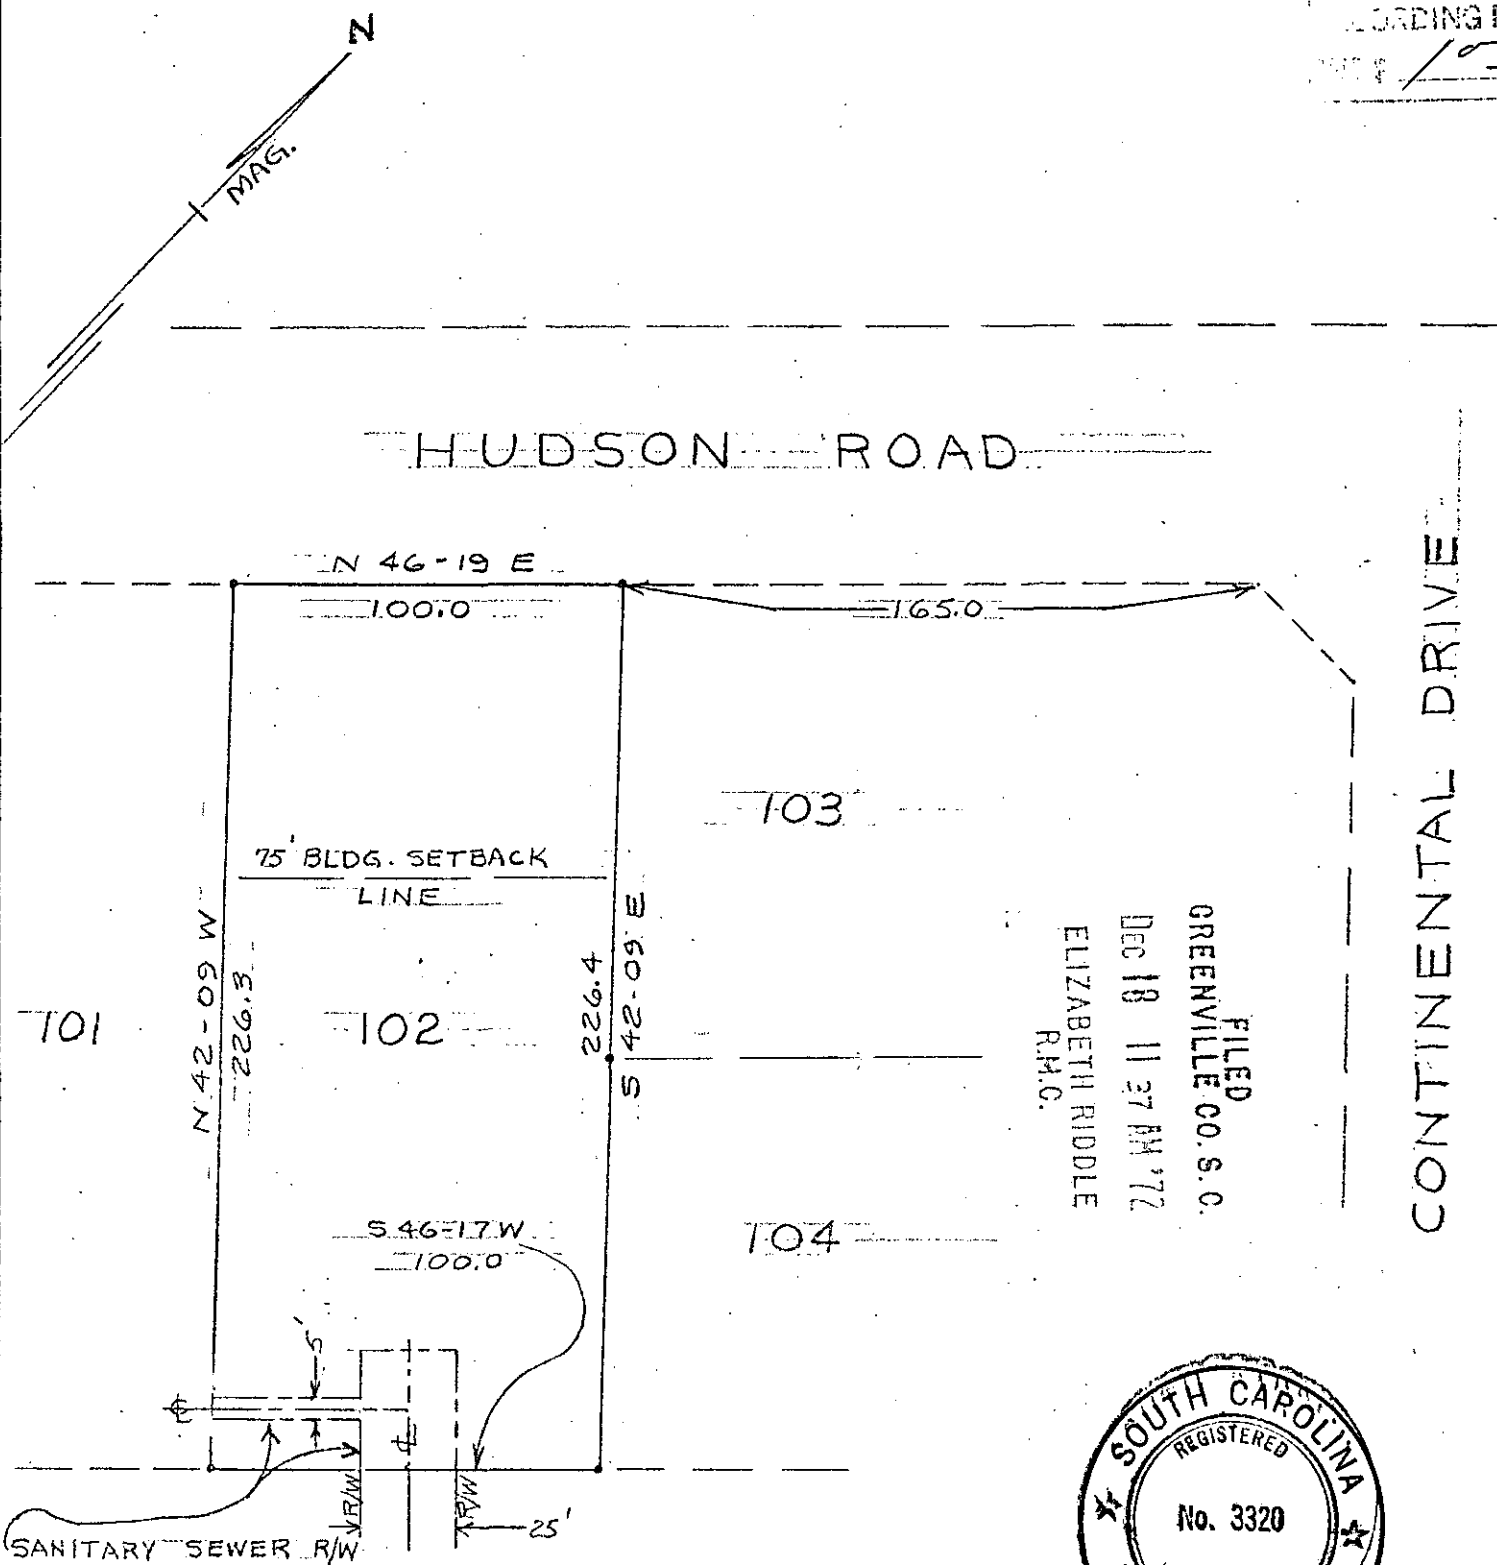 N
MAG.
HUDSON ROAD
N 46-19 E
100.0
165.0
CONTINENTAL DRIVE
103
75' BLDG. SETBACK
LINE
N 42-09 W
226.3
226.4
S 42-09 E
101
102
FILED
GREENVILLE CO. S. C.
DEC 18 11 27 AM '72
ELIZABETH RIDDLE
R.M.C.
S 46-17 W
100.0
104
5'
℄
℄
R/W
R/W
25'
SANITARY SEWER R/W
SOUTH CAROLINA
REGISTERED
No. 3320